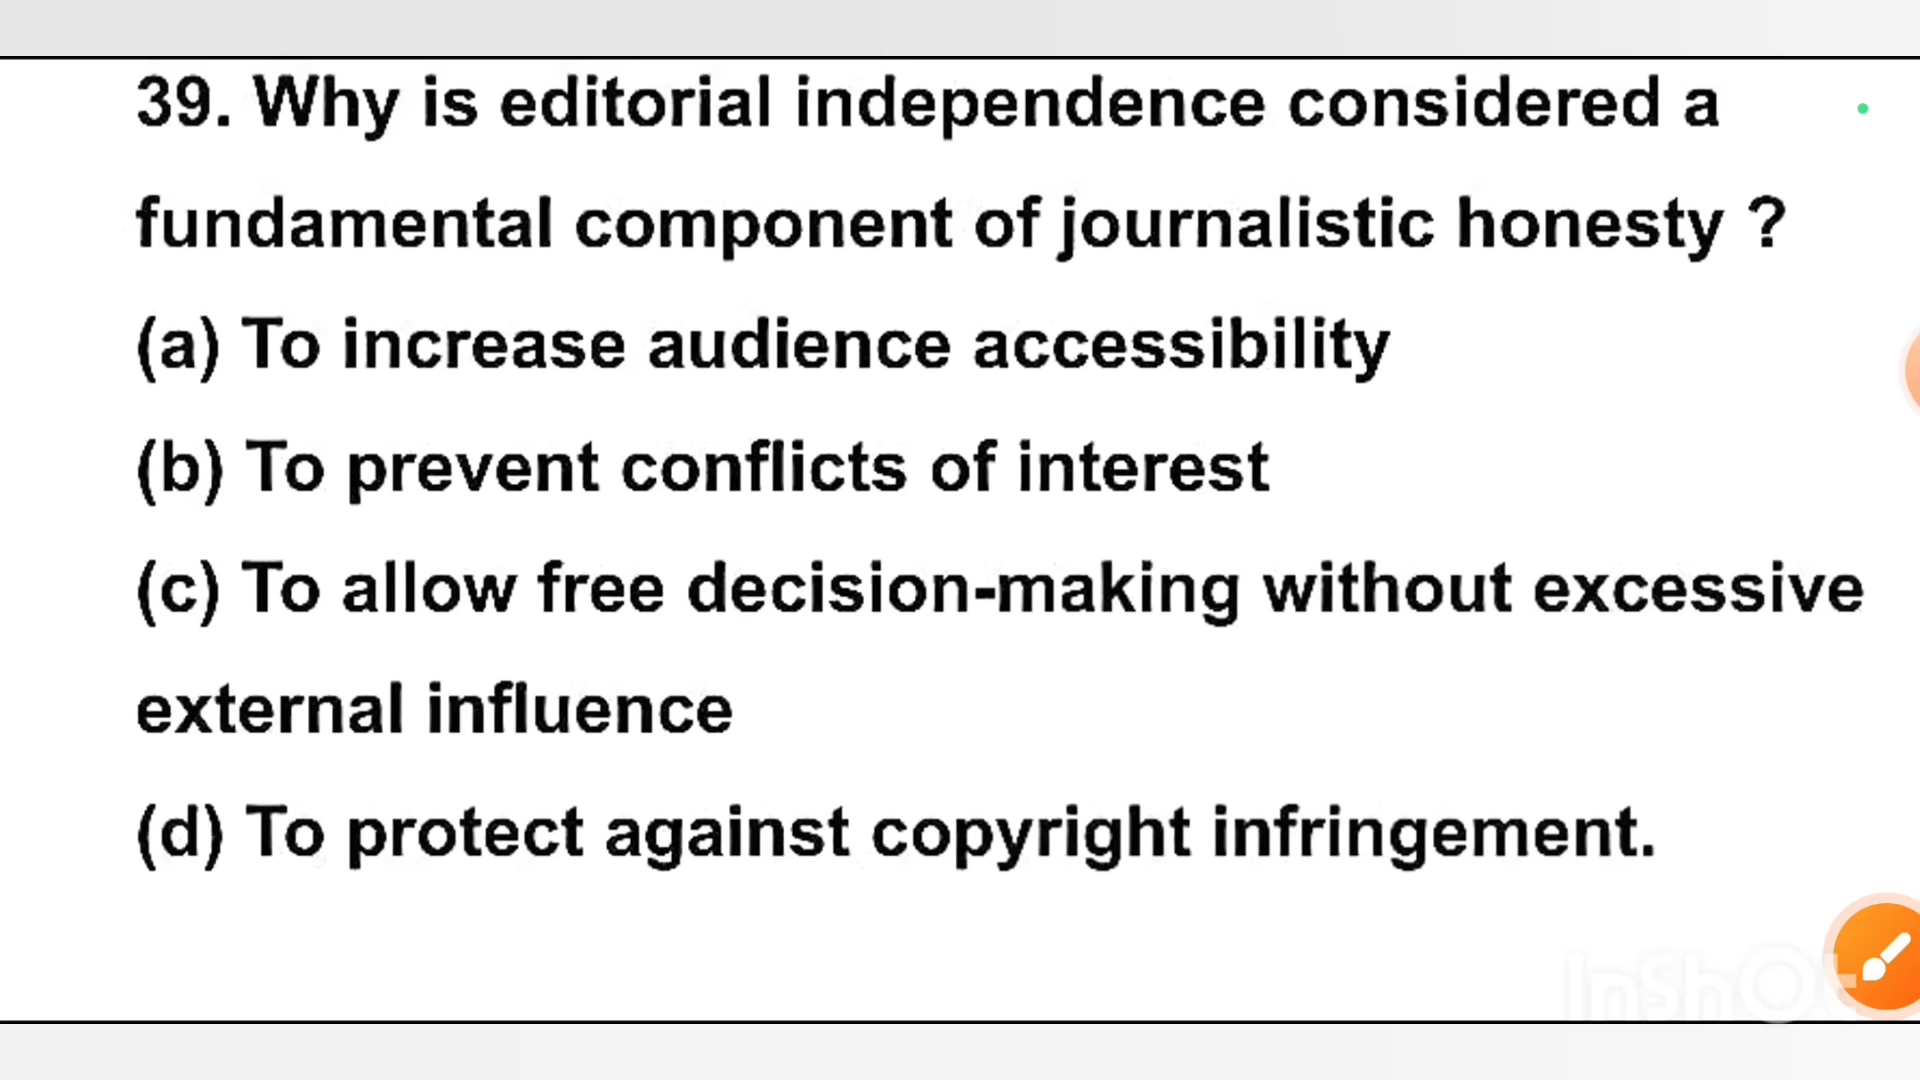 39. Why is editorial independence considered a
fundamental component of journalistic honesty ?
(a) To increase audience accessibility
(b) To prevent conflicts of interest
(c) To allow free decision-making without excessive
external influence
(d) To protect against copyright infringement.
InShOt